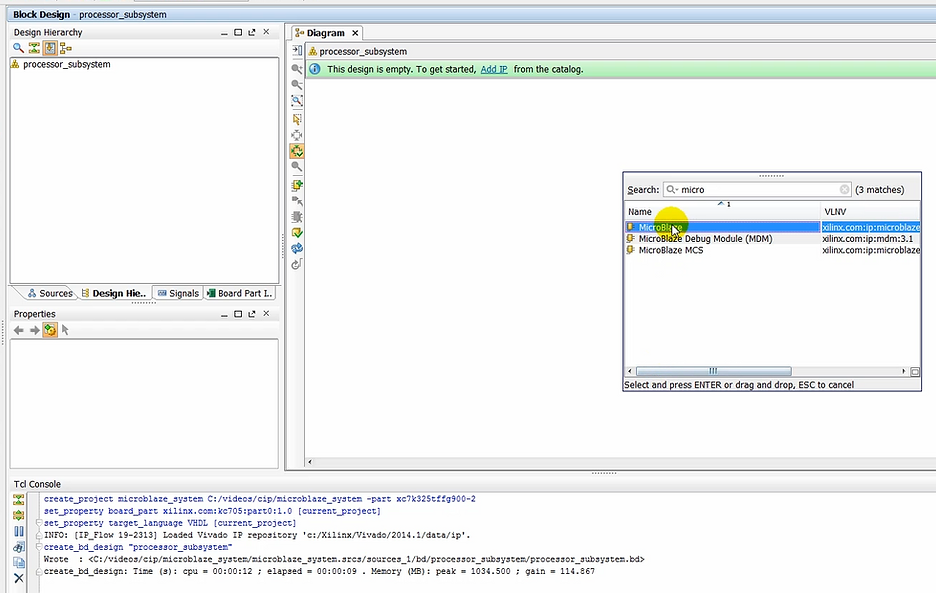 Block Design - processor_subsystem
Design Hierarchy
processor_subsystem
Sources
Design Hie..
Signals
Board Part I..
Properties
Diagram
processor_subsystem
This design is empty. To get started, Add IP from the catalog.
Search: micro (3 matches)
Name 1 VLNV
MicroBlaze xilinx.com:ip:microblaze
MicroBlaze Debug Module (MDM) xilinx.com:ip:mdm:3.1
MicroBlaze MCS xilinx.com:ip:microblaze
Select and press ENTER or drag and drop, ESC to cancel
Tcl Console
create_project microblaze_system C:/videos/cip/microblaze_system -part xc7k325tffg900-2
set_property board_part xilinx.com:kc705:part0:1.0 [current_project]
set_property target_language VHDL [current_project]
INFO: [IP_Flow 19-2313] Loaded Vivado IP repository 'c:/Xilinx/Vivado/2014.1/data/ip'.
create_bd_design "processor_subsystem"
Wrote : <C:/videos/cip/microblaze_system/microblaze_system.srcs/sources_1/bd/processor_subsystem/processor_subsystem.bd>
create_bd_design: Time (s): cpu = 00:00:12 ; elapsed = 00:00:09 . Memory (MB): peak = 1034.500 ; gain = 114.867